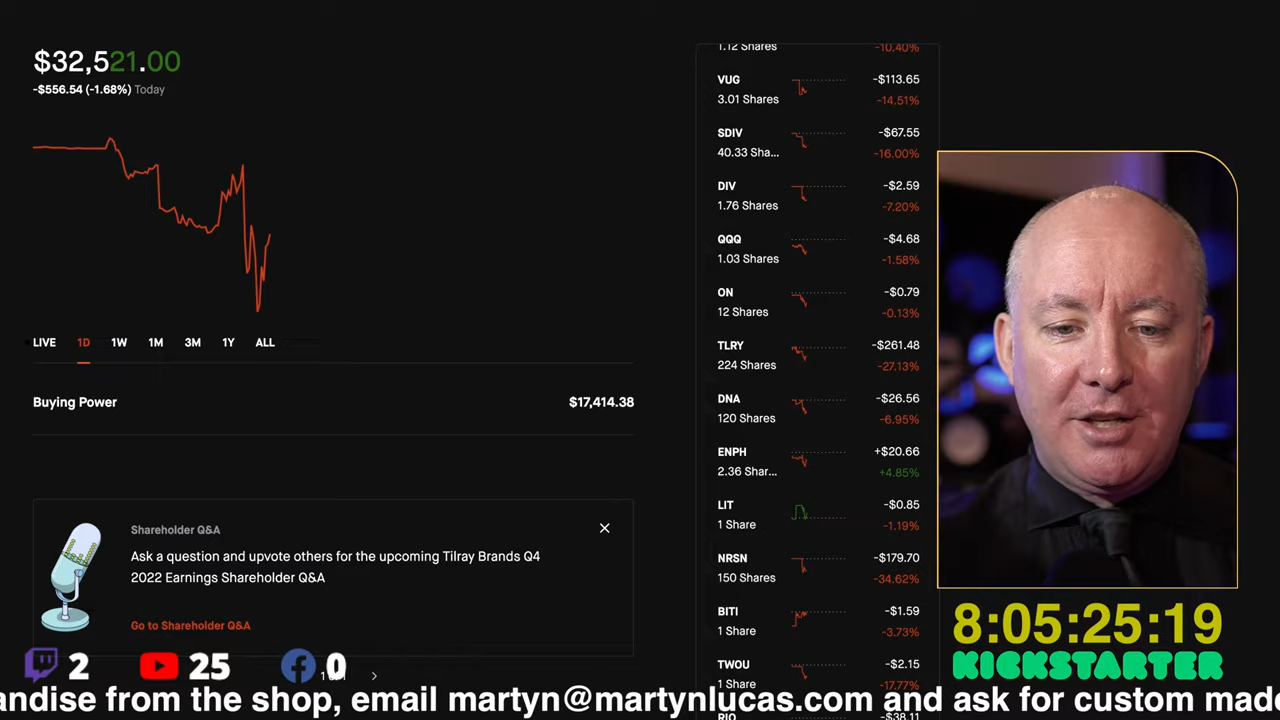 $32,521.00
-$556.54 (-1.68%) Today
LIVE 1D 1W 1M 3M 1Y ALL
Buying Power $17,414.38
Shareholder Q&A
Ask a question and upvote others for the upcoming Tilray Brands Q4
2022 Earnings Shareholder Q&A
Go to Shareholder Q&A
1.12 Shares -10.40%
VUG -$113.65
3.01 Shares -14.51%
SDIV -$67.55
40.33 Sha... -16.00%
DIV -$2.59
1.76 Shares -7.20%
QQQ -$4.68
1.03 Shares -1.58%
ON -$0.79
12 Shares -0.13%
TLRY -$261.48
224 Shares -27.13%
DNA -$26.56
120 Shares -6.95%
ENPH +$20.66
2.36 Shar... +4.85%
LIT -$0.85
1 Share -1.19%
NRSN -$179.70
150 Shares -34.62%
BITI -$1.59
1 Share -3.73%
TWOU -$2.15
1 Share -17.77%
RIO -$38.11
8:05:25:19
KICKSTARTER
2 25 0
andise from the shop, email martyn@martynlucas.com and ask for custom made